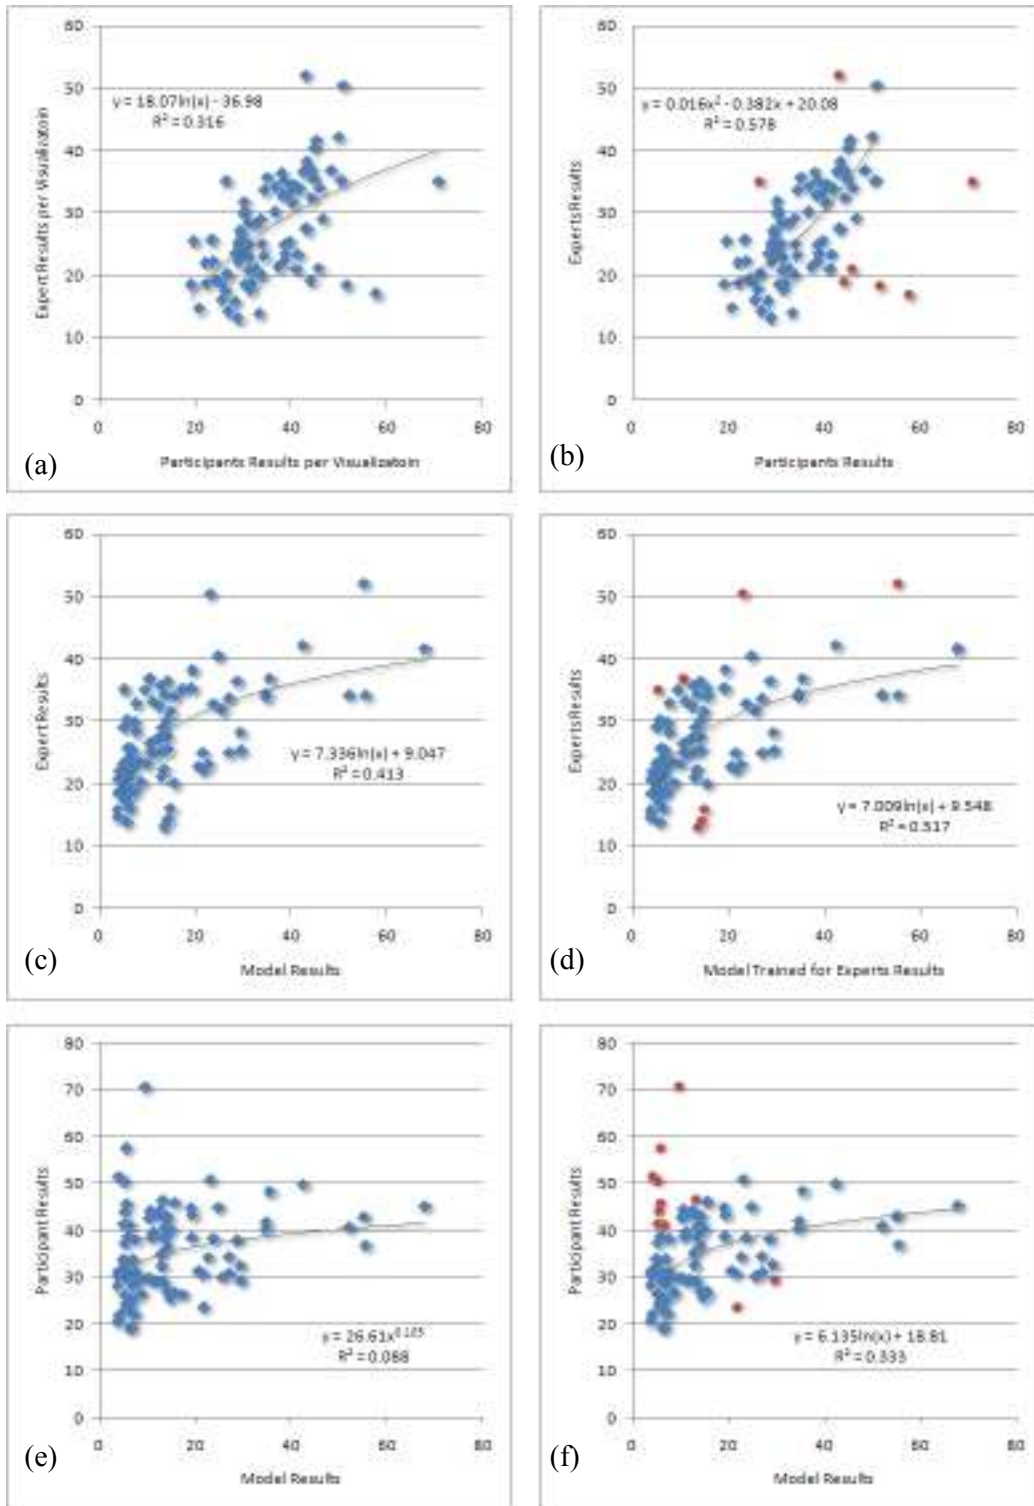 60
50
40
30
20
10
0
0 20 40 60 80
Expert Results per Visualizatoin
y = 18.07ln(x) - 36.98
R² = 0.316
Participants Results per Visualizatoin
(a)
60
50
40
30
20
10
0
0 20 40 60 80
Experts Results
y = 0.016x² - 0.382x + 20.08
R² = 0.578
Participants Results
(b)
60
50
40
30
20
10
0
0 20 40 60 80
Expert Results
y = 7.336ln(x) + 9.047
R² = 0.413
Model Results
(c)
60
50
40
30
20
10
0
0 20 40 60 80
Experts Results
y = 7.009ln(x) + 9.548
R² = 0.517
Model Trained for Experts Results
(d)
80
70
60
50
40
30
20
10
0
0 20 40 60 80
Participant Results
R² = 0.088
Model Results
(e)
80
70
60
50
40
30
20
10
0
0 20 40 60 80
Participant Results
y = 6.135ln(x) + 18.81
R² = 0.333
Model Results
(f)